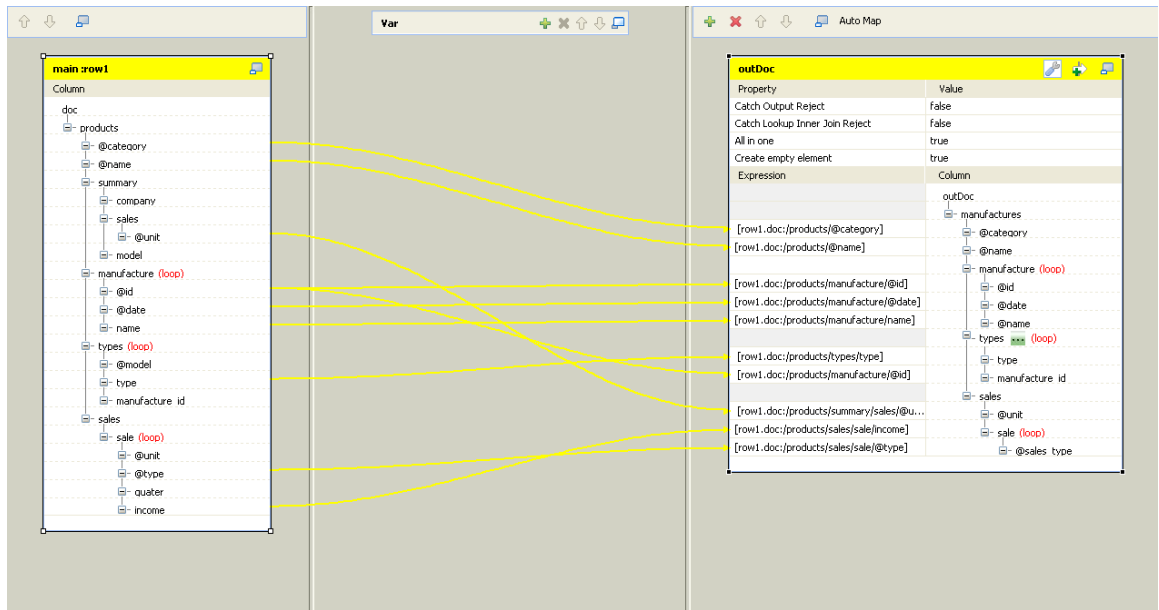 Var
Auto Map
main :row1
Column
doc
products
@category
@name
summary
company
sales
@unit
model
manufacture (loop)
@id
@date
name
types (loop)
@model
type
manufacture_id
sales
sale (loop)
@unit
@type
quater
income
outDoc
Property Value
Catch Output Reject false
Catch Lookup Inner Join Reject false
All in one true
Create empty element true
Expression Column
outDoc
manufactures
[row1.doc:/products/@category] @category
[row1.doc:/products/@name] @name
manufacture (loop)
[row1.doc:/products/manufacture/@id] @id
[row1.doc:/products/manufacture/@date] @date
[row1.doc:/products/manufacture/name] @name
types (loop)
[row1.doc:/products/types/type] type
[row1.doc:/products/manufacture/@id] manufacture_id
sales
[row1.doc:/products/summary/sales/@u... @unit
[row1.doc:/products/sales/sale/income] sale (loop)
[row1.doc:/products/sales/sale/@type] @sales_type